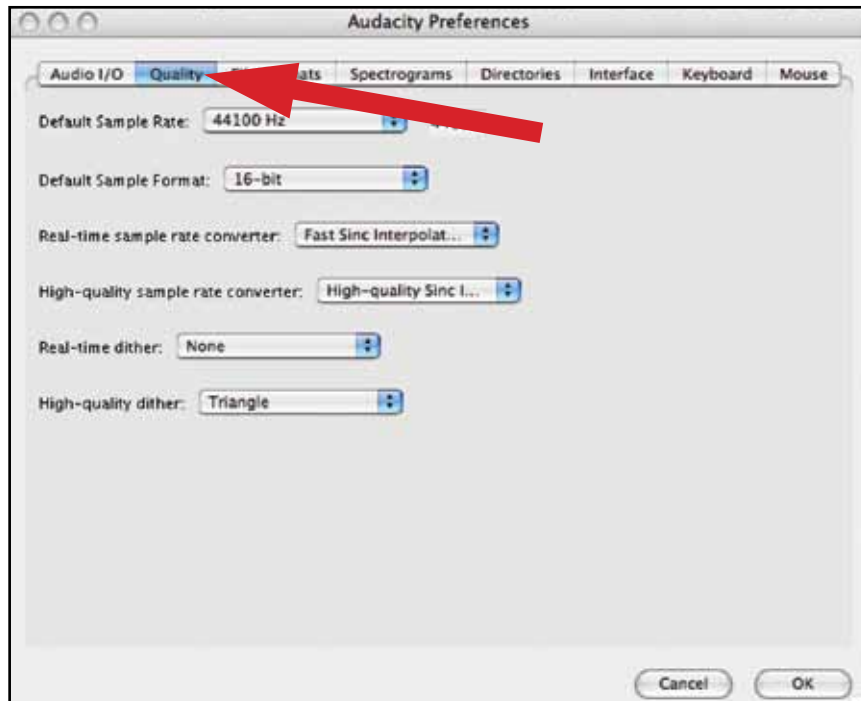 Audacity Preferences
Audio I/O Quality ats Spectrograms Directories Interface Keyboard Mouse
Default Sample Rate: 44100 Hz
Default Sample Format: 16-bit
Real-time sample rate converter: Fast Sinc Interpolat...
High-quality sample rate converter: High-quality Sinc I...
Real-time dither: None
High-quality dither: Triangle
Cancel OK